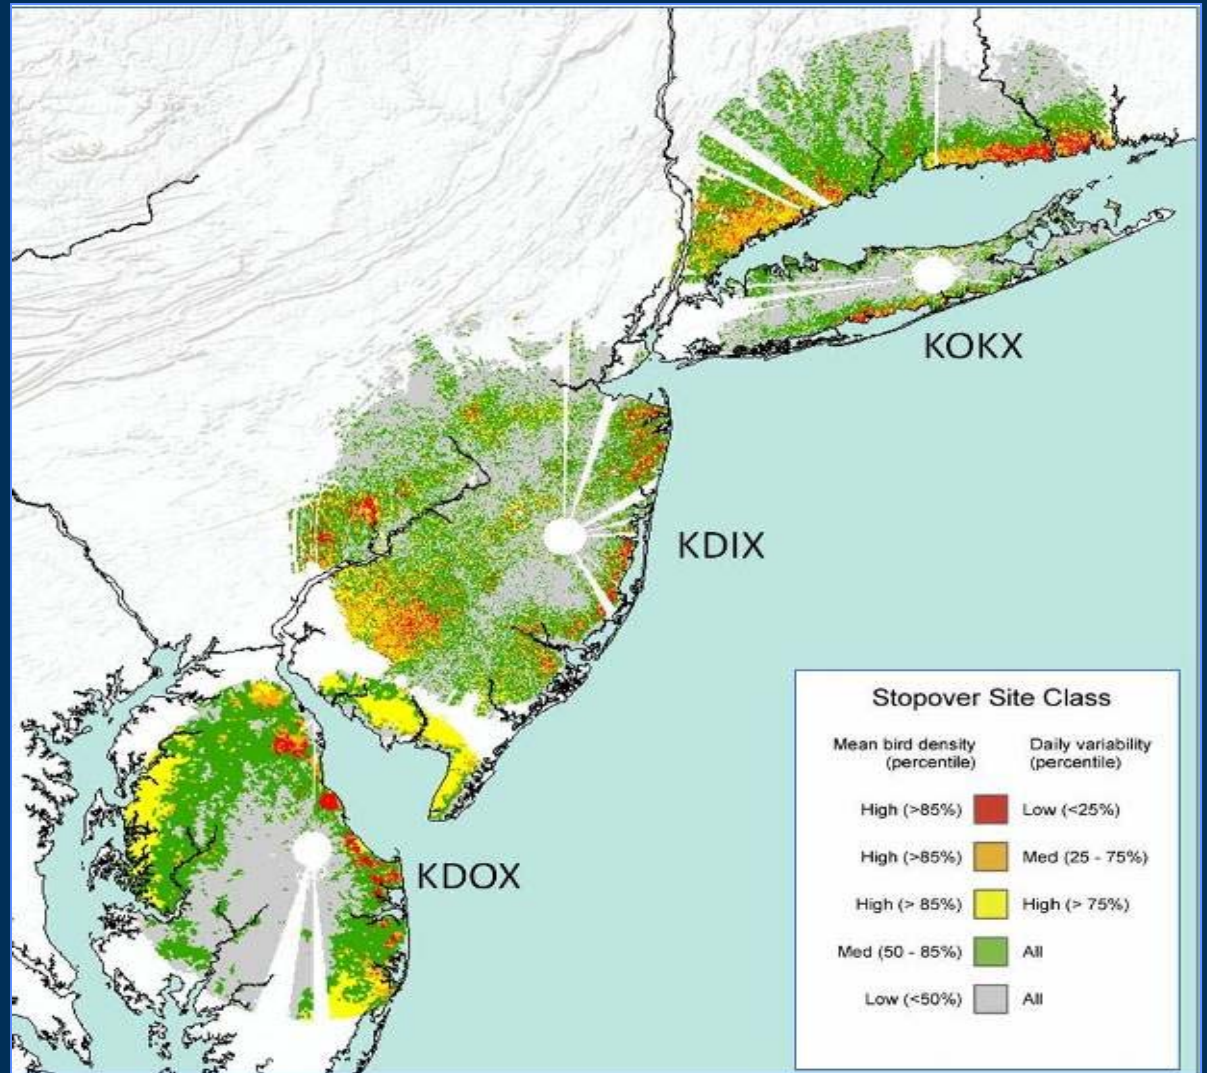 KOKX
KDIX
KDOX
Stopover Site Class
Mean bird density Daily variability
(percentile) (percentile)
High (>85%) Low (<25%)
High (>85%) Med (25 - 75%)
High (> 85%) High (> 75%)
Med (50 - 85%) All
Low (<50%) All